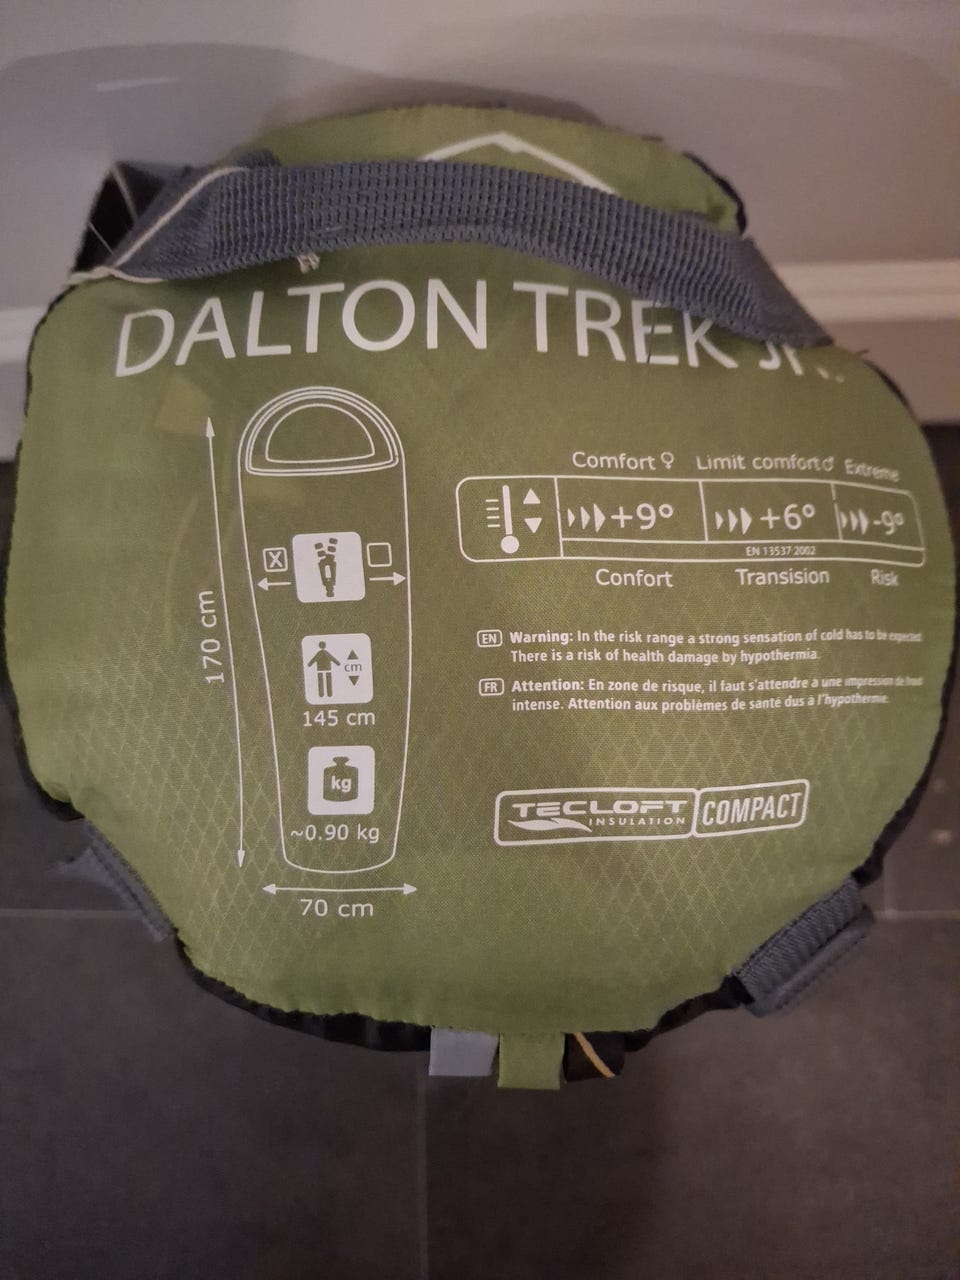 DALTON TREK JR.
170 cm
X
cm
145 cm
kg
~0.90 kg
70 cm
Comfort ♀ Limit comfort♂ Extreme
+9° +6° -9°
EN 13537:2002
Confort Transision Risk
EN Warning: In the risk range a strong sensation of cold has to be expected.
There is a risk of health damage by hypothermia.
FR Attention: En zone de risque, il faut s'attendre à une impression de froid
intense. Attention aux problèmes de santé dus à l'hypothermie.
TECLOFT COMPACT
INSULATION